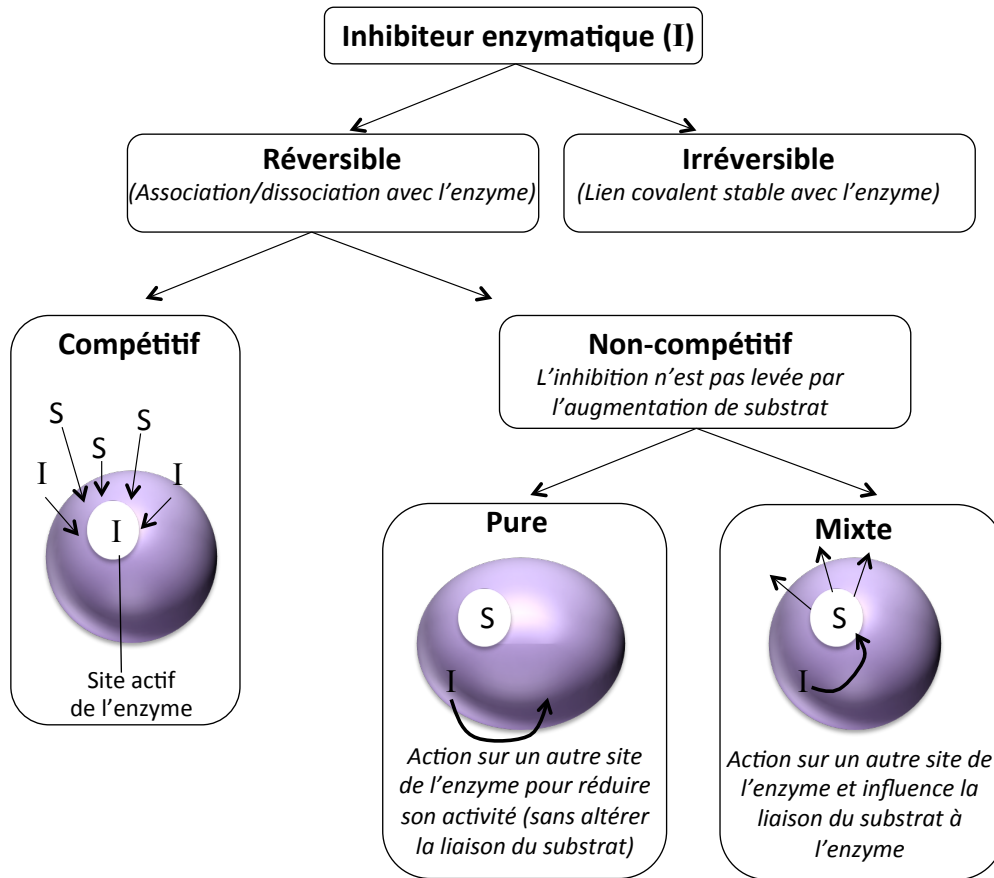 Inhibiteur enzymatique (I)
Réversible
(Association/dissociation avec l'enzyme)
Irréversible
(Lien covalent stable avec l'enzyme)
Compétitif
S
S
S
I
I
I
Site actif
de l'enzyme
Non-compétitif
L'inhibition n'est pas levée par
l'augmentation de substrat
Pure
S
I
Action sur un autre site
de l'enzyme pour réduire
son activité (sans altérer
la liaison du substrat)
Mixte
S
I
Action sur un autre site de
l'enzyme et influence la
liaison du substrat à
l'enzyme